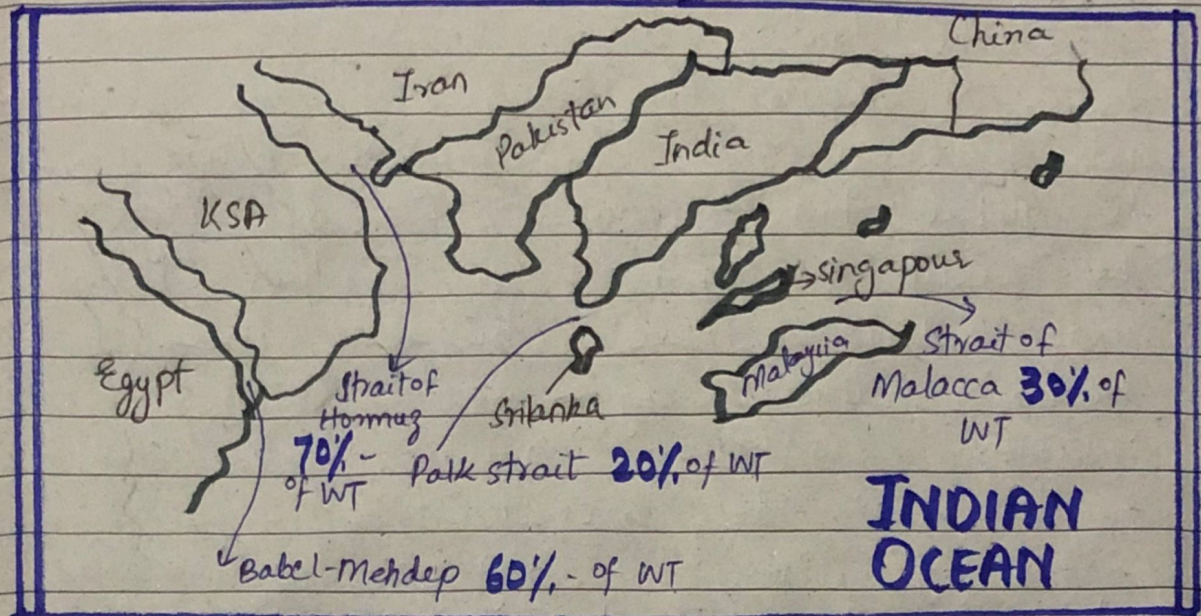 China
Iran
Pakistan
India
KSA
singapour
Egypt
Malaycia
Strait of
Malacca 30% of
WT
Strait of
Hormuz
70% -
of WT
Srilanka
Palk strait 20% of WT
INDIAN
OCEAN
Babel-Mehdep 60% - of WT